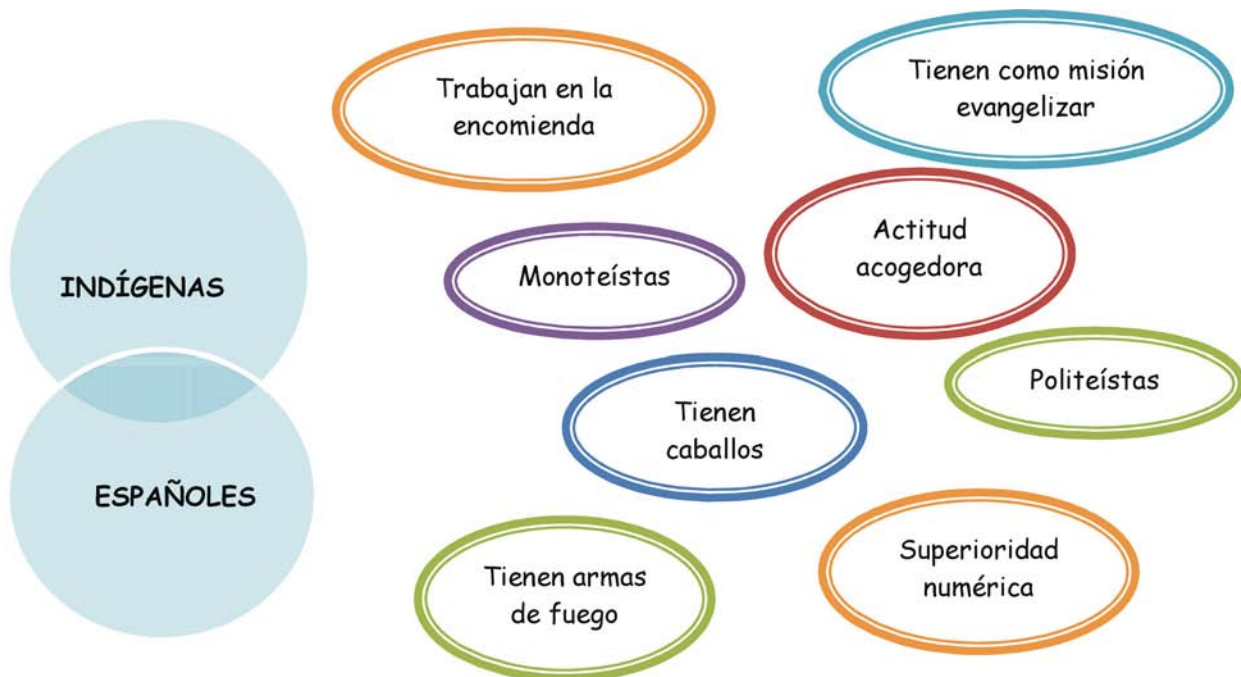 Trabajan en la
encomienda
Tienen como misión
evangelizar
INDÍGENAS
Monoteístas
Actitud
acogedora
Politeístas
Tienen
caballos
ESPAÑOLES
Tienen armas
de fuego
Superioridad
numérica